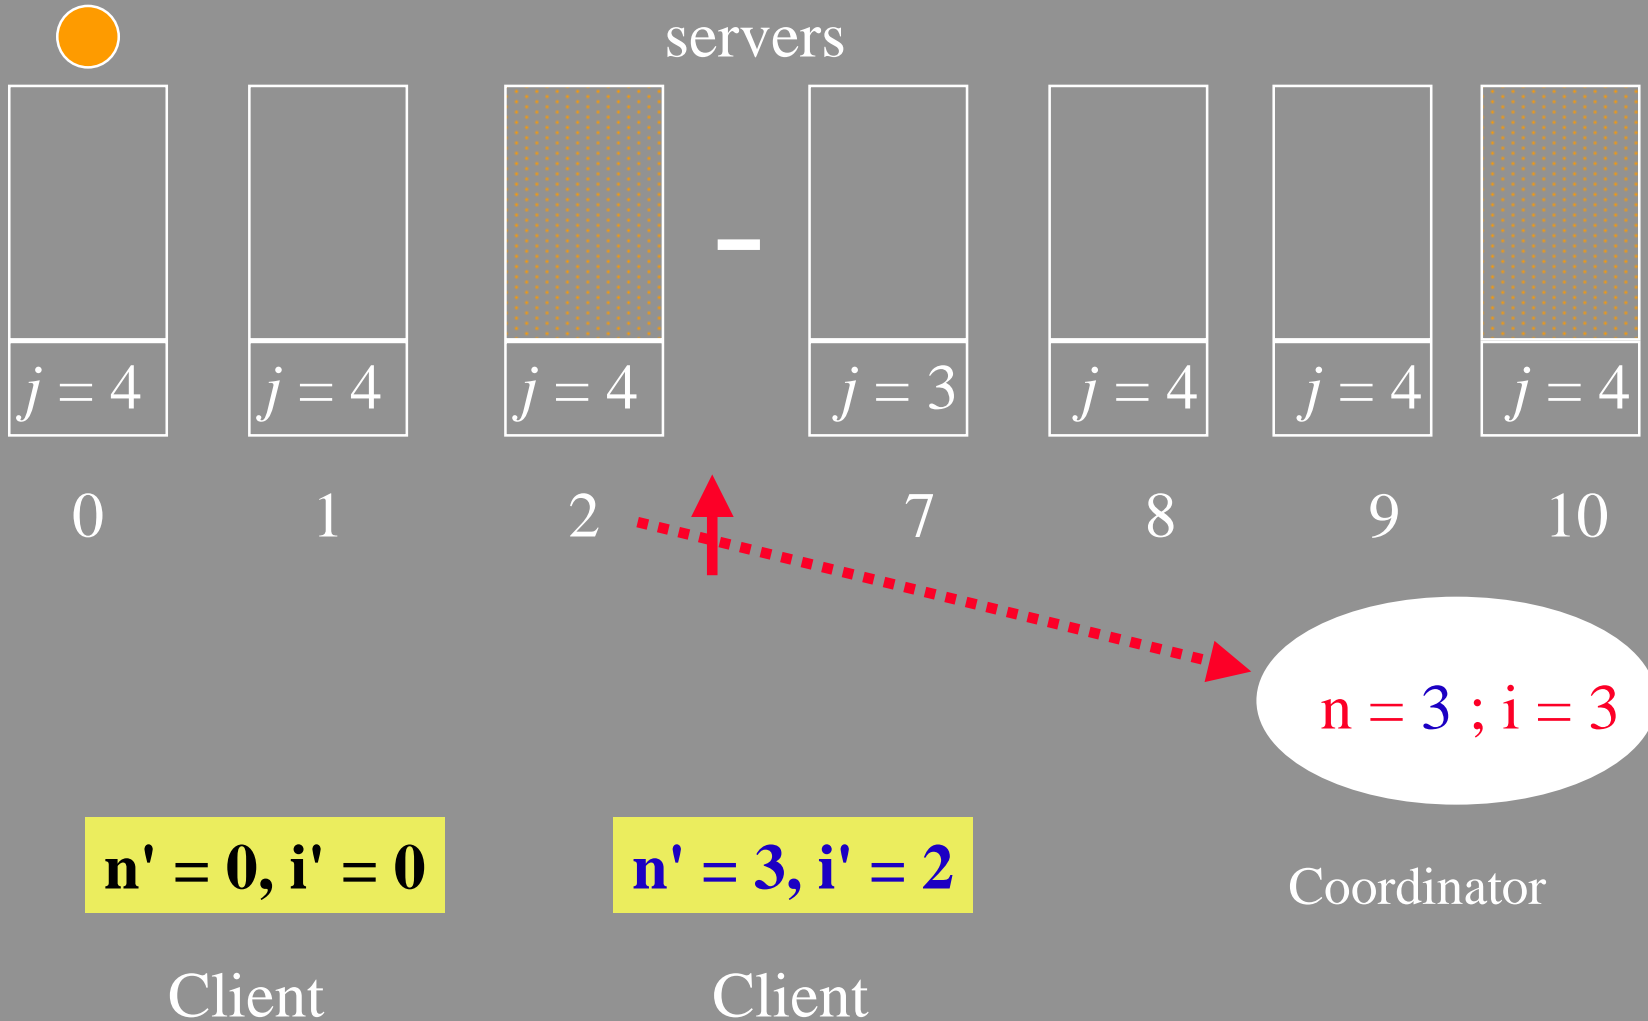 servers
j = 4 j = 4 j = 4 – j = 3 j = 4 j = 4 j = 4
0 1 2 7 8 9 10
n = 3 ; i = 3
n' = 0, i' = 0 n' = 3, i' = 2
Coordinator
Client Client